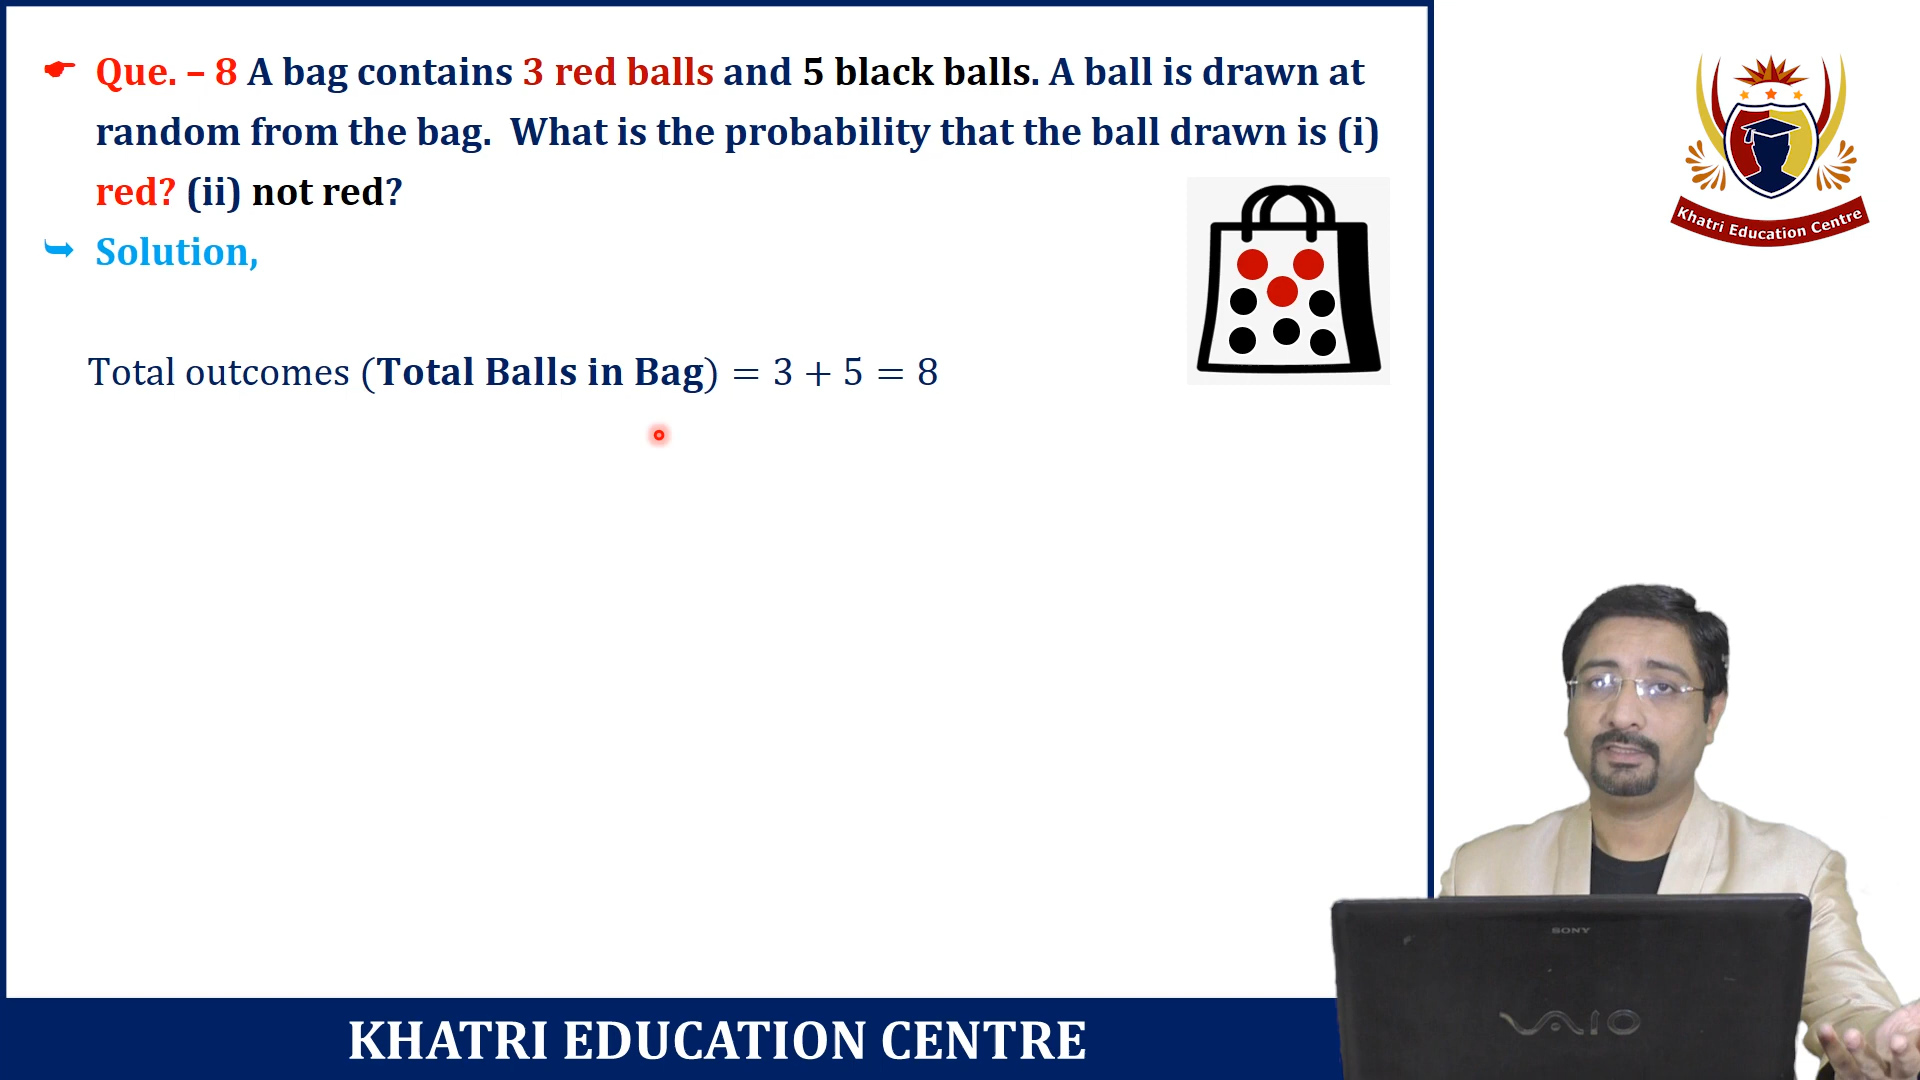 Que. – 8 A bag contains 3 red balls and 5 black balls. A ball is drawn at
random from the bag. What is the probability that the ball drawn is (i)
red? (ii) not red?
Solution,
Total outcomes (Total Balls in Bag) = 3 + 5 = 8
Khatri Education Centre
SONY
VAIO
KHATRI EDUCATION CENTRE